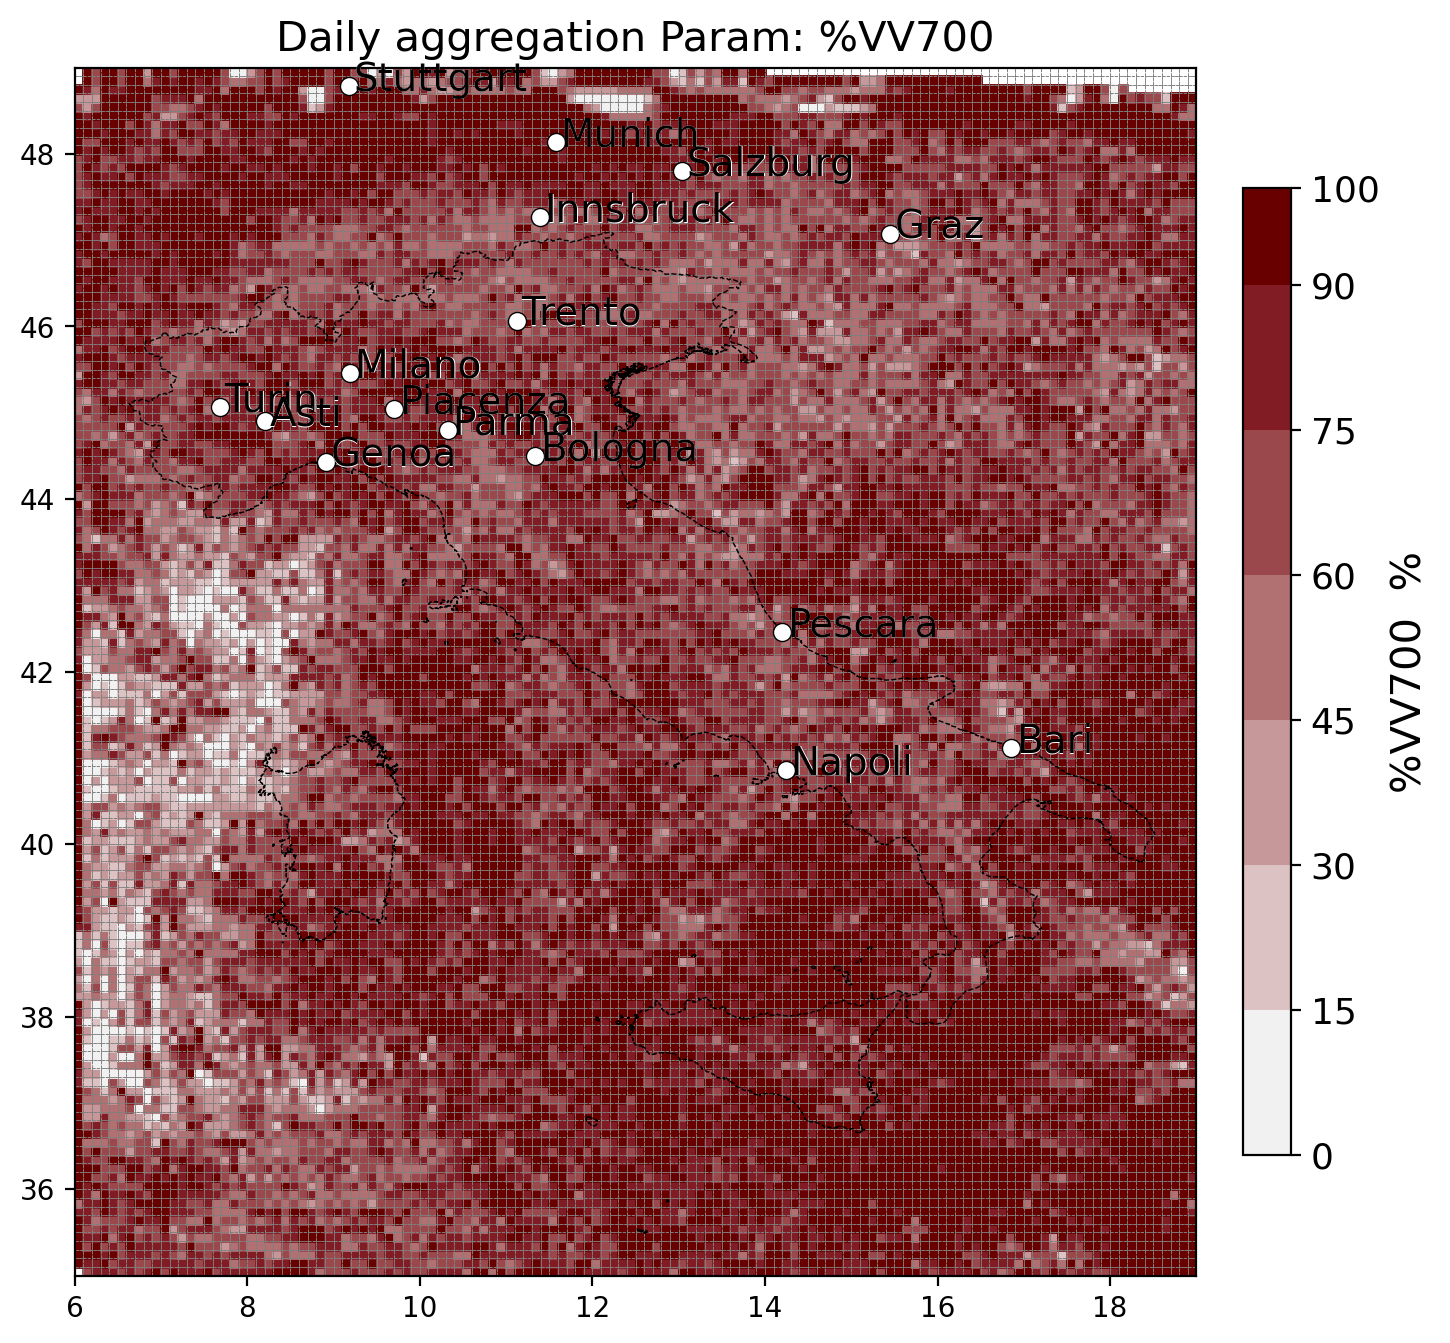 Daily aggregation Param: %VV700
Stuttgart
Munich
Salzburg
Innsbruck
Graz
Trento
Milano
Turin
Asti
Piacenza
Parma
Genoa
Bologna
Pescara
Bari
Napoli
48
46
44
42
40
38
36
6
8
10
12
14
16
18
100
90
75
60
45
30
15
0
%VV700 %